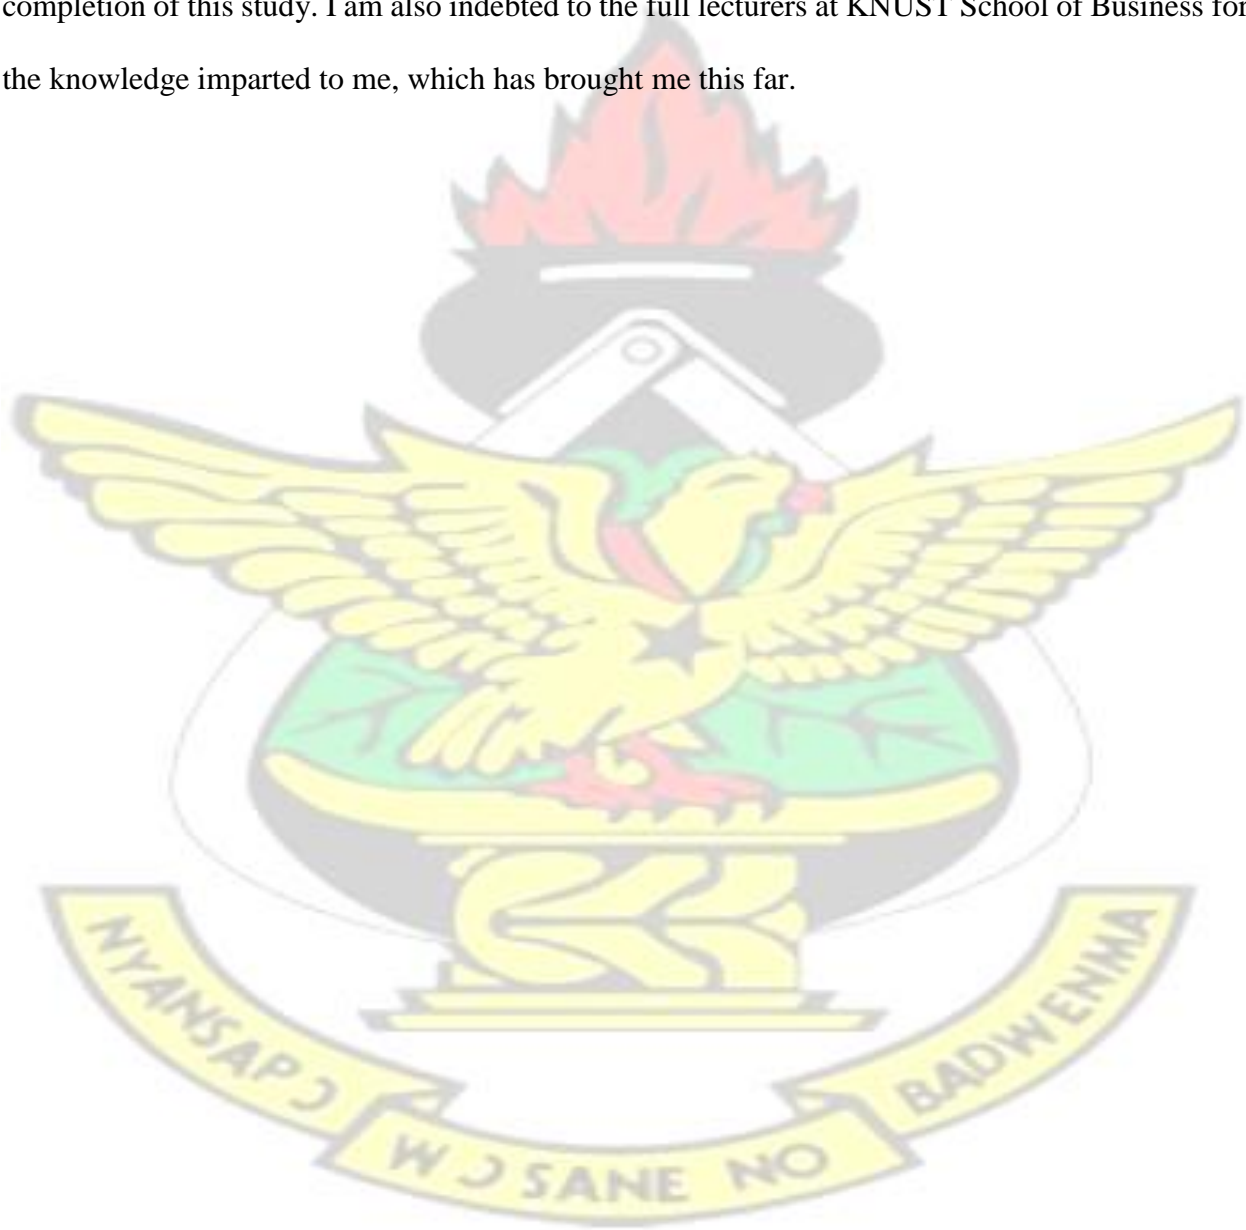 completion of this study. I am also indebted to the full lecturers at KNUST School of Business for
the knowledge imparted to me, which has brought me this far.
NYANSAPƆ
WƆSANE NO
BADWENMA